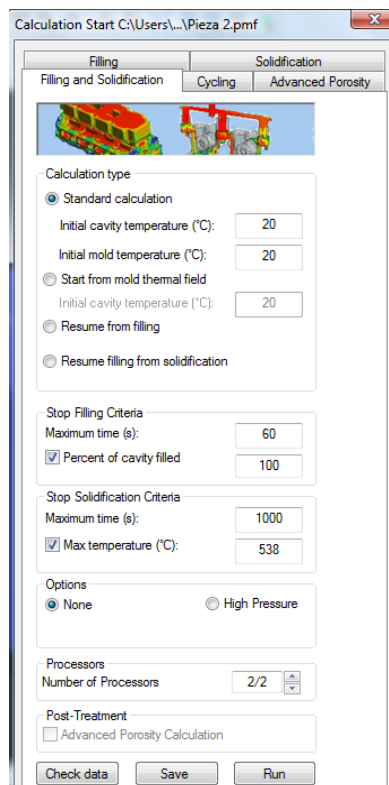 Calculation Start C:\Users\...\Pieza 2.pmf
Filling
Solidification
Filling and Solidification
Cycling
Advanced Porosity
Calculation type
Standard calculation
Initial cavity temperature (°C): 20
Initial mold temperature (°C): 20
Start from mold thermal field
Initial cavity temperature (°C): 20
Resume from filling
Resume filling from solidification
Stop Filling Criteria
Maximum time (s): 60
Percent of cavity filled 100
Stop Solidification Criteria
Maximum time (s): 1000
Max temperature (°C): 538
Options
None
High Pressure
Processors
Number of Processors 2/2
Post-Treatment
Advanced Porosity Calculation
Check data
Save
Run